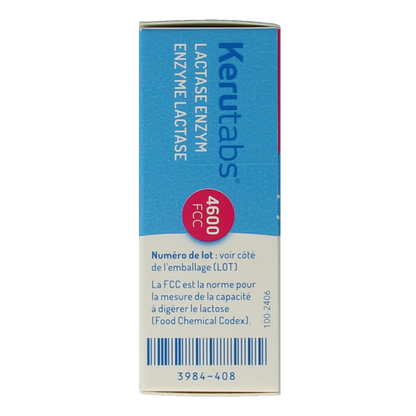 Kerutabs®
LACTASE ENZYM
ENZYME LACTASE
4600
FCC
Numéro de lot : voir côté
de l'emballage (LOT)
La FCC est la norme pour
la mesure de la capacité
à digérer le lactose
(Food Chemical Codex).
100-2406
3984-408